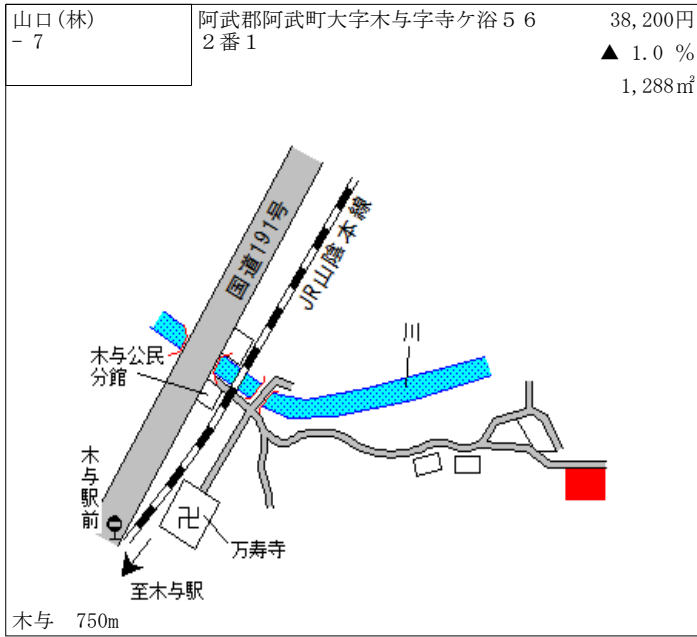 山口(林)
- 7
阿武郡阿武町大字木与字寺ケ浴５６
２番１
38,200円
▲ 1.0 %
1,288㎡
国道191号
JR山陰本線
川
木与公民
分館
木与駅前
万寿寺
至木与駅
木与 750m